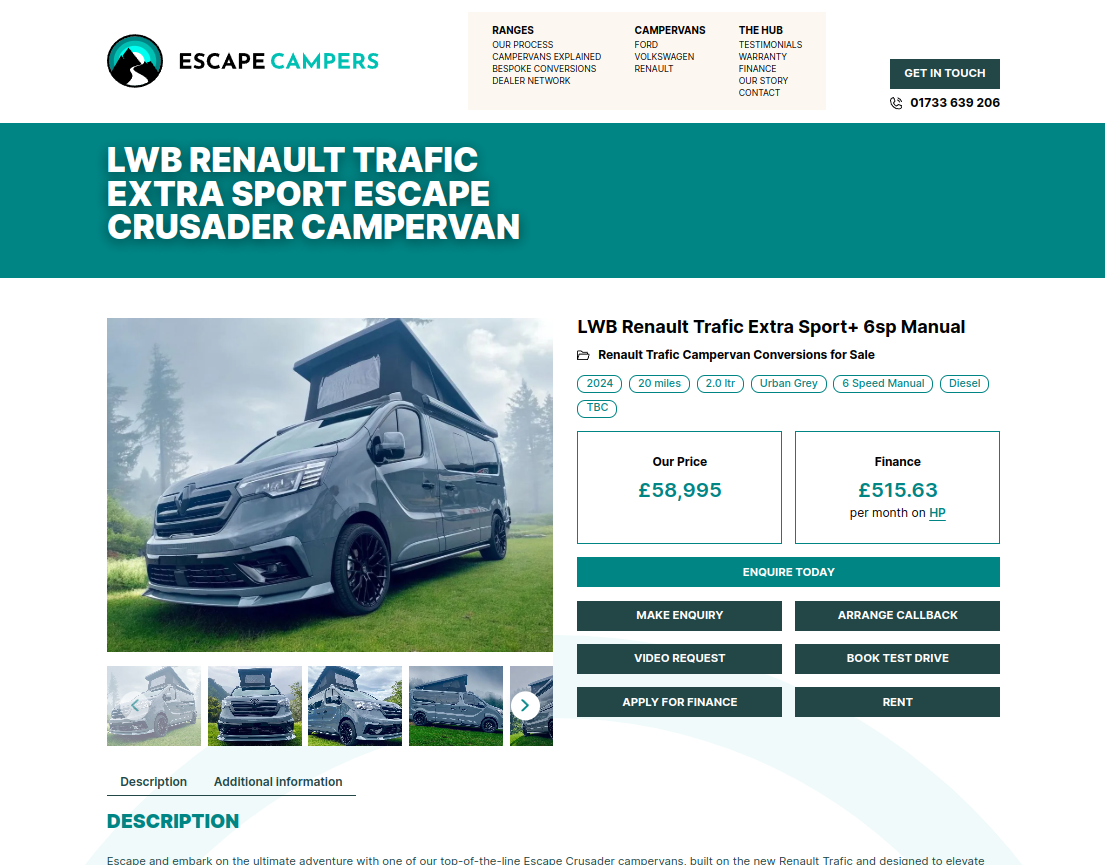 ESCAPE CAMPERS
RANGES
OUR PROCESS
CAMPERVANS EXPLAINED
BESPOKE CONVERSIONS
DEALER NETWORK
CAMPERVANS
FORD
VOLKSWAGEN
RENAULT
THE HUB
TESTIMONIALS
WARRANTY
FINANCE
OUR STORY
CONTACT
GET IN TOUCH
01733 639 206
LWB RENAULT TRAFIC
EXTRA SPORT ESCAPE
CRUSADER CAMPERVAN
LWB Renault Trafic Extra Sport+ 6sp Manual
Renault Trafic Campervan Conversions for Sale
2024 20 miles 2.0 ltr Urban Grey 6 Speed Manual Diesel
TBC
Our Price
£58,995
Finance
£515.63
per month on HP
ENQUIRE TODAY
MAKE ENQUIRY ARRANGE CALLBACK
VIDEO REQUEST BOOK TEST DRIVE
APPLY FOR FINANCE RENT
Description Additional information
DESCRIPTION
Escape and embark on the ultimate adventure with one of our top-of-the-line Escape Crusader campervans, built on the new Renault Trafic and designed to elevate